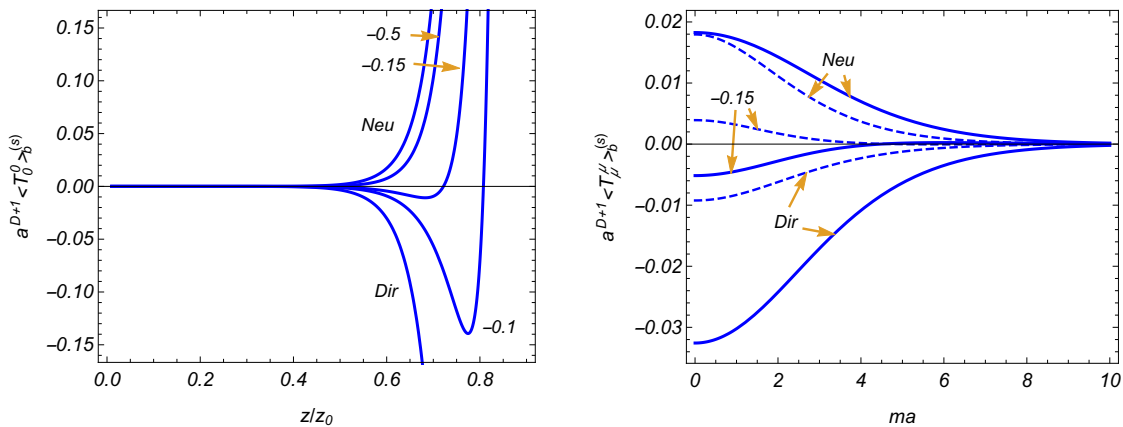 a^{D+1} <T_0^0>_b^{(s)}
0.15
0.10
0.05
0.00
−0.05
−0.10
−0.15
−0.5
−0.15
Neu
Dir
−0.1
0.0 0.2 0.4 0.6 0.8
z/z_0
a^{D+1} <T_μ^μ>_b^{(s)}
0.02
0.01
0.00
−0.01
−0.02
−0.03
Neu
−0.15
Dir
0 2 4 6 8 10
ma